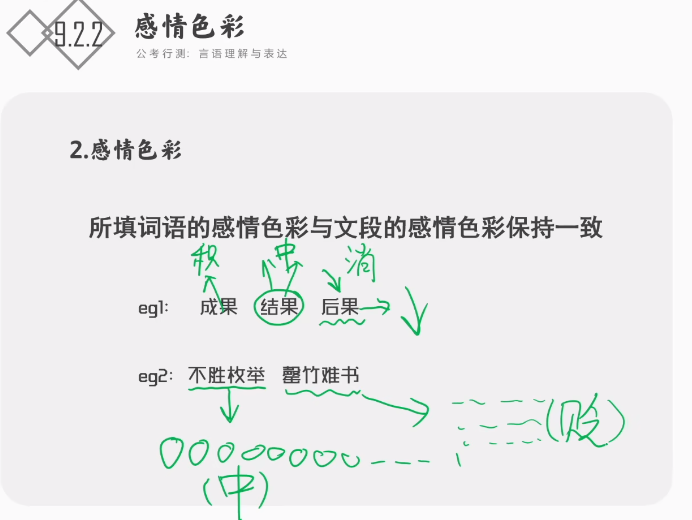 9.2.2 感情色彩
公考行测：言语理解与表达
2.感情色彩
所填词语的感情色彩与文段的感情色彩保持一致
积 中 消
eg1: 成果 结果 后果
eg2: 不胜枚举 罄竹难书
(贬)
(中)